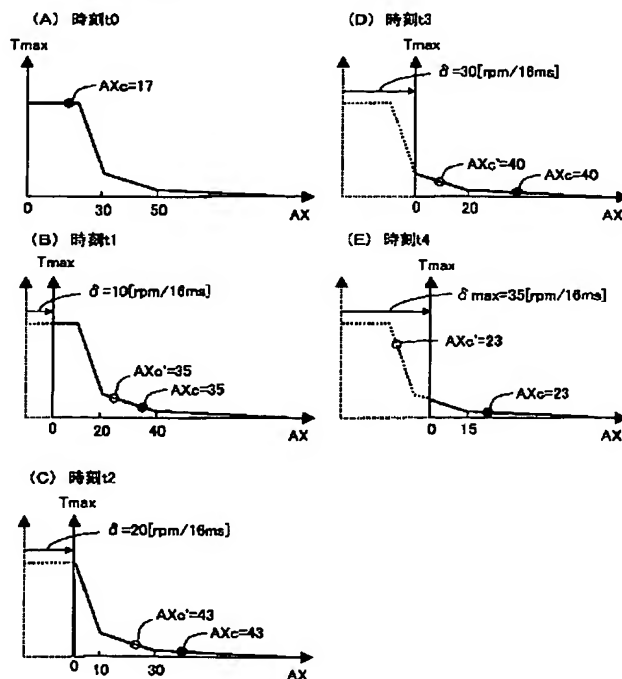 (A) 時刻t0
Tmax
AXc=17
0 30 50
AX
(B) 時刻t1
Tmax
δ=10[rpm/16ms]
AXc'=35
AXc=35
0 20 40
AX
(C) 時刻t2
Tmax
δ=20[rpm/16ms]
AXc'=43
AXc=43
0 10 30
AX
(D) 時刻t3
Tmax
δ=30[rpm/16ms]
AXc'=40
AXc=40
0 20
AX
(E) 時刻t4
Tmax
δmax=35[rpm/16ms]
AXc'=23
AXc=23
0 15
AX